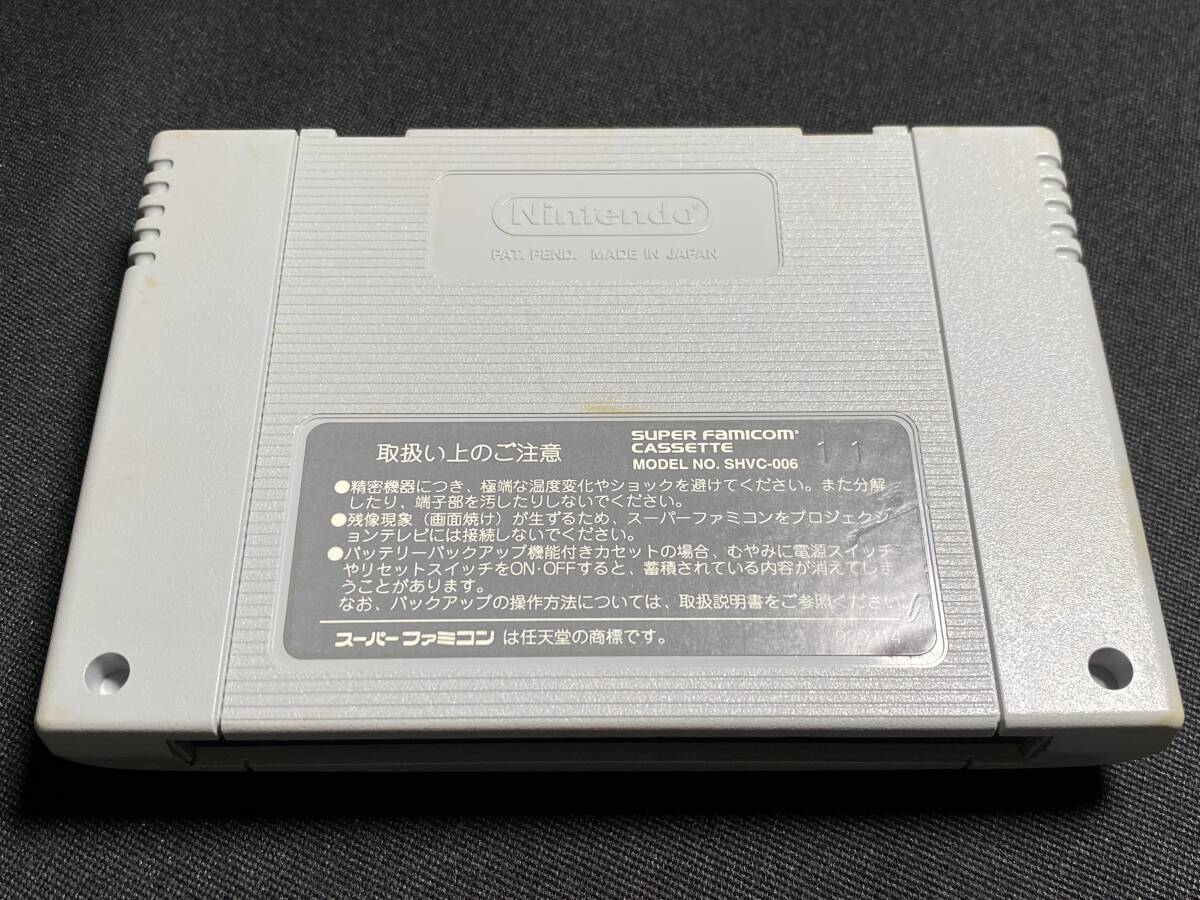 Nintendo®
PAT. PEND. MADE IN JAPAN
取扱い上のご注意
SUPER FAMICOM
CASSETTE
MODEL NO. SHVC-006
11
●精密機器につき、極端な温度変化やショックを避けてください。また分解
したり、端子部を汚したりしないでください。
●残像現象(画面焼け)が生ずるため、スーパーファミコンをプロジェクシ
ョンテレビには接続しないでください。
●バッテリーバックアップ機能付きカセットの場合、むやみに電源スイッチ
やリセットスイッチをON・OFFすると、蓄積されている内容が消えてしま
うことがあります。
なお、バックアップの操作方法については、取扱説明書をご参照ください。
スーパーファミコン は任天堂の商標です。